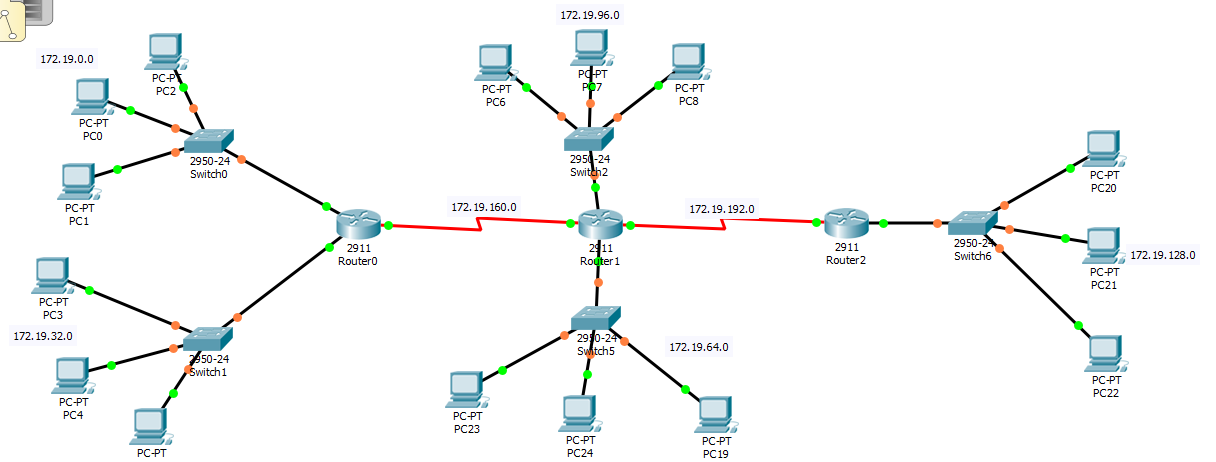 172.19.0.0
PC-PT
PC2
PC-PT
PC0
PC-PT
PC1
2950-24
Switch0
PC-PT
PC3
172.19.32.0
PC-PT
PC4
PC-PT
2950-24
Switch1
2911
Router0
172.19.160.0
172.19.96.0
PC-PT
PC6
PC-PT
PC7
PC-PT
PC8
2950-24
Switch2
2911
Router1
2950-24
Switch5
172.19.64.0
PC-PT
PC23
PC-PT
PC24
PC-PT
PC19
172.19.192.0
2911
Router2
2950-24
Switch6
PC-PT
PC20
PC-PT
PC21
172.19.128.0
PC-PT
PC22